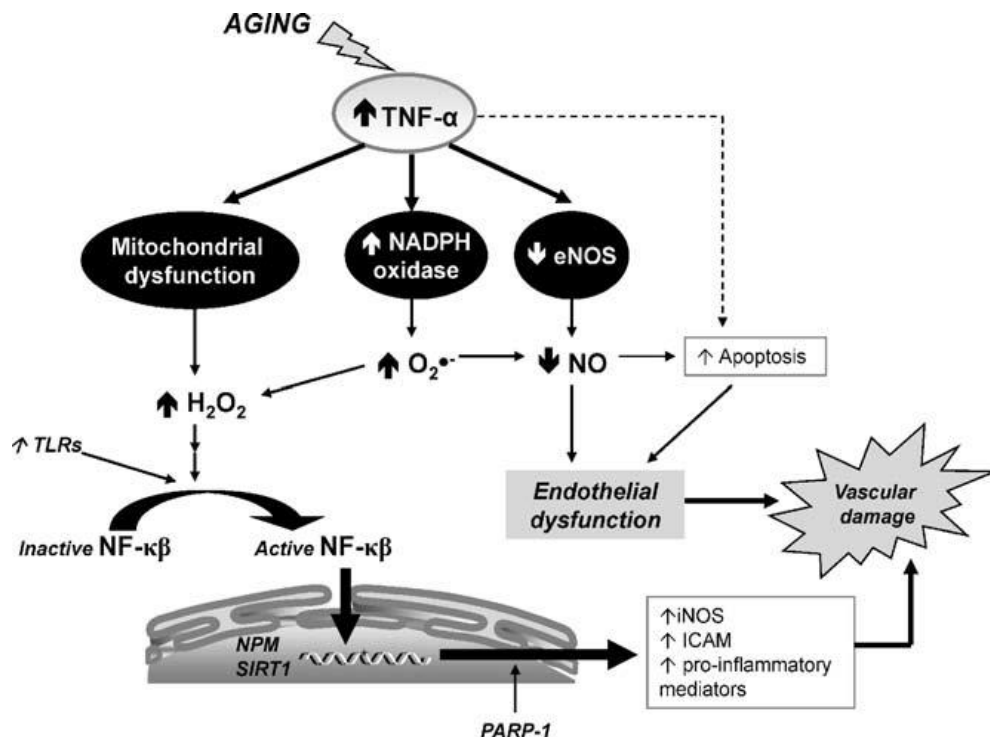 AGING
↑ TNF-α
Mitochondrial
dysfunction
↑ NADPH
oxidase
↓ eNOS
↑ O₂•-
↓ NO
↑ Apoptosis
↑ H₂O₂
↑ TLRs
Endothelial
dysfunction
Vascular
damage
Inactive NF-κβ
Active NF-κβ
NPM
SIRT1
↑iNOS
↑ ICAM
↑ pro-inflammatory
mediators
PARP-1